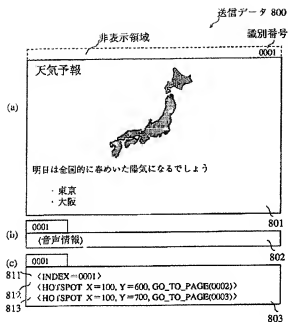 送信データ 800
非表示領域
識別番号
0001
天気予報
(a)
明日は全国的に春めいた陽気になるでしょう
・東京
・大阪
801
0001
(b)
(音声情報)
802
(c)
0001
811
<INDEX=0001>
812
<HOTSPOT X=100, Y=600, GO_TO_PAGE(0002)>
813
<HOTSPOT X=100, Y=700, GO_TO_PAGE(0003)>
803